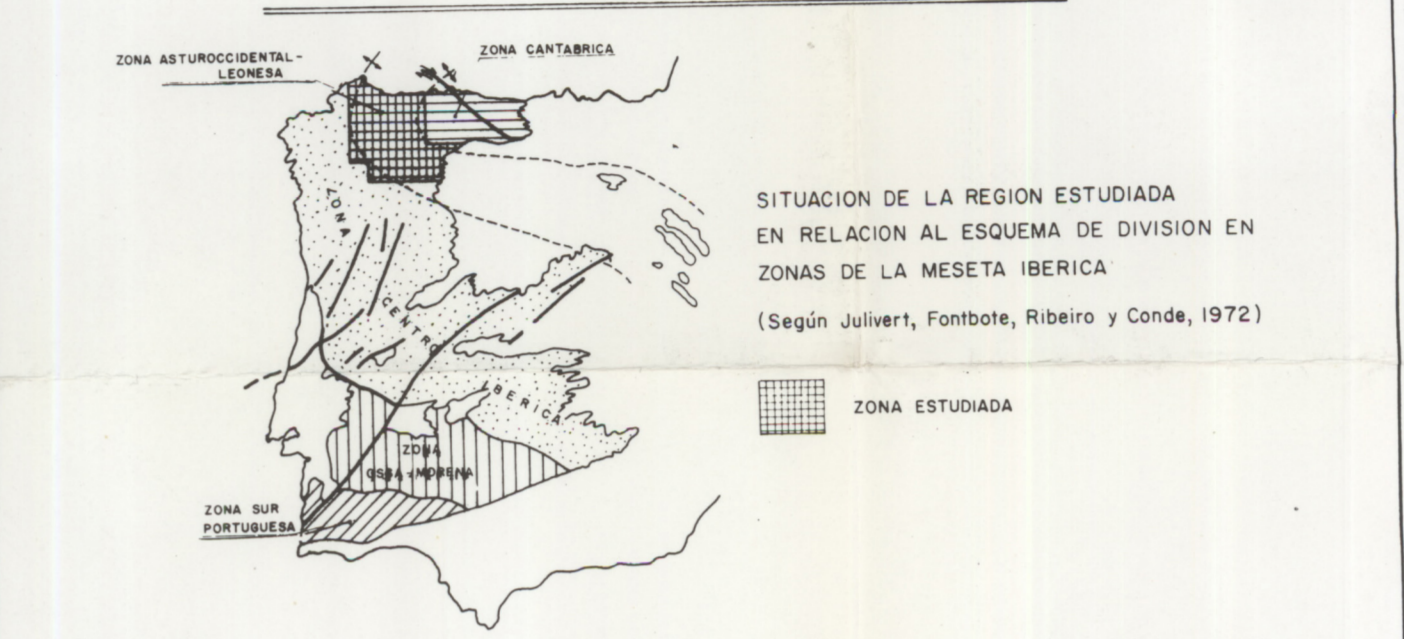 ZONA ASTUROCCIDENTAL-
LEONESA
ZONA CANTABRICA
ZONA
CENTRO
IBERICA
ZONA
OSSA-MORENA
ZONA SUR
PORTUGUESA
SITUACION DE LA REGION ESTUDIADA
EN RELACION AL ESQUEMA DE DIVISION EN
ZONAS DE LA MESETA IBERICA
(Según Julivert, Fontbote, Ribeiro y Conde, 1972)
ZONA ESTUDIADA